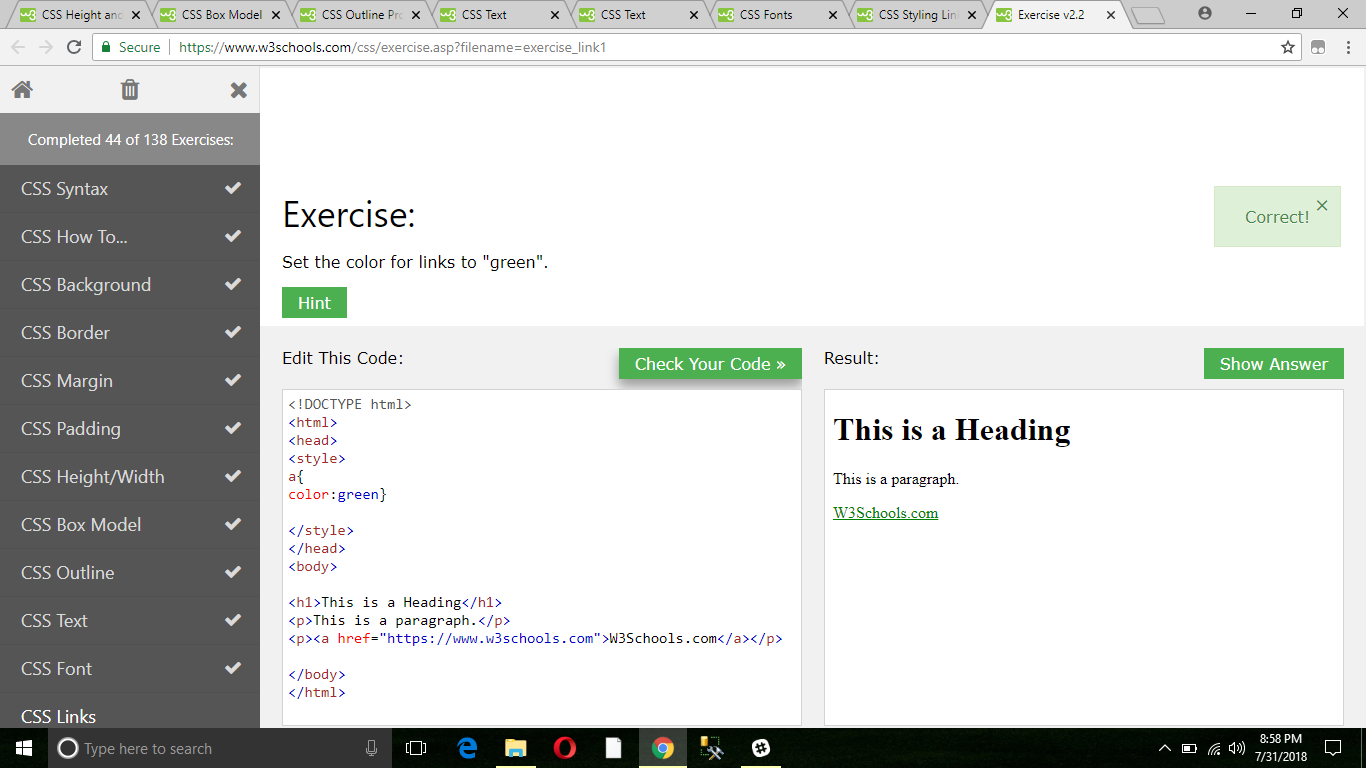 CSS Height and
CSS Box Model
CSS Outline Pro
CSS Text
CSS Text
CSS Fonts
CSS Styling Lin
Exercise v2.2
Secure
https://www.w3schools.com/css/exercise.asp?filename=exercise_link1
Completed 44 of 138 Exercises:
CSS Syntax
CSS How To...
CSS Background
CSS Border
CSS Margin
CSS Padding
CSS Height/Width
CSS Box Model
CSS Outline
CSS Text
CSS Font
CSS Links
Exercise:
Correct!
Set the color for links to "green".
Hint
Edit This Code:
Check Your Code »
<!DOCTYPE html>
<html>
<head>
<style>
a{
color:green}
</style>
</head>
<body>
<h1>This is a Heading</h1>
<p>This is a paragraph.</p>
<p><a href="https://www.w3schools.com">W3Schools.com</a></p>
</body>
</html>
Result:
Show Answer
This is a Heading
This is a paragraph.
W3Schools.com
Type here to search
8:58 PM
7/31/2018